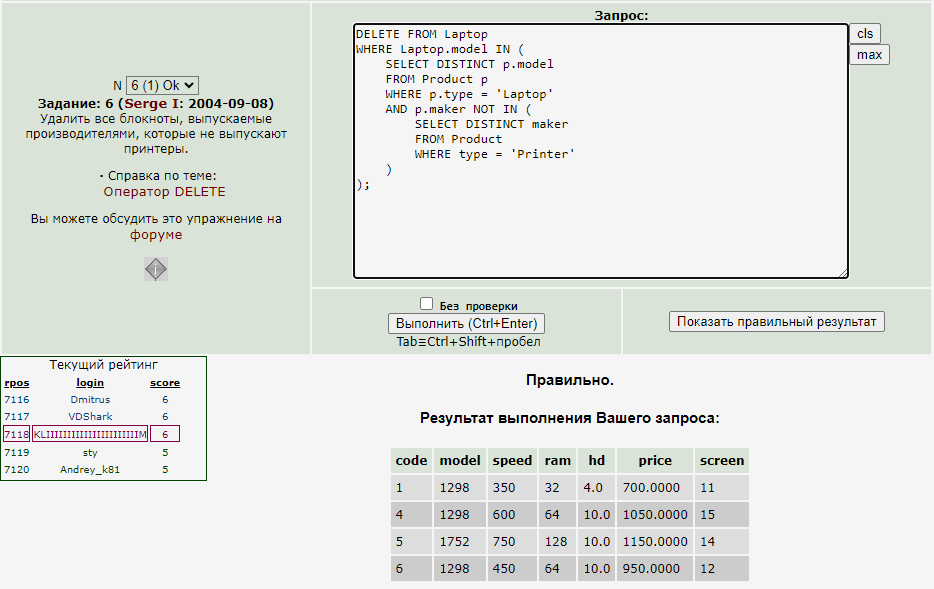 N 6 (1) Ok
Задание: 6 (Serge I: 2004-09-08)
Удалить все блокноты, выпускаемые
производителями, которые не выпускают
принтеры.
· Справка по теме:
Оператор DELETE
Вы можете обсудить это упражнение на
форуме
Запрос:
DELETE FROM Laptop
WHERE Laptop.model IN (
    SELECT DISTINCT p.model
    FROM Product p
    WHERE p.type = 'Laptop'
    AND p.maker NOT IN (
        SELECT DISTINCT maker
        FROM Product
        WHERE type = 'Printer'
    )
);
cls
max
Без проверки
Выполнить (Ctrl+Enter)
Tab≡Ctrl+Shift+пробел
Показать правильный результат
Текущий рейтинг
rpos login score
7116 Dmitrus 6
7117 VDShark 6
7118 6
7119 sty 5
7120 Andrey_k81 5
Правильно.
Результат выполнения Вашего запроса:
code model speed ram hd price screen
1 1298 350 32 4.0 700.0000 11
4 1298 600 64 10.0 1050.0000 15
5 1752 750 128 10.0 1150.0000 14
6 1298 450 64 10.0 950.0000 12